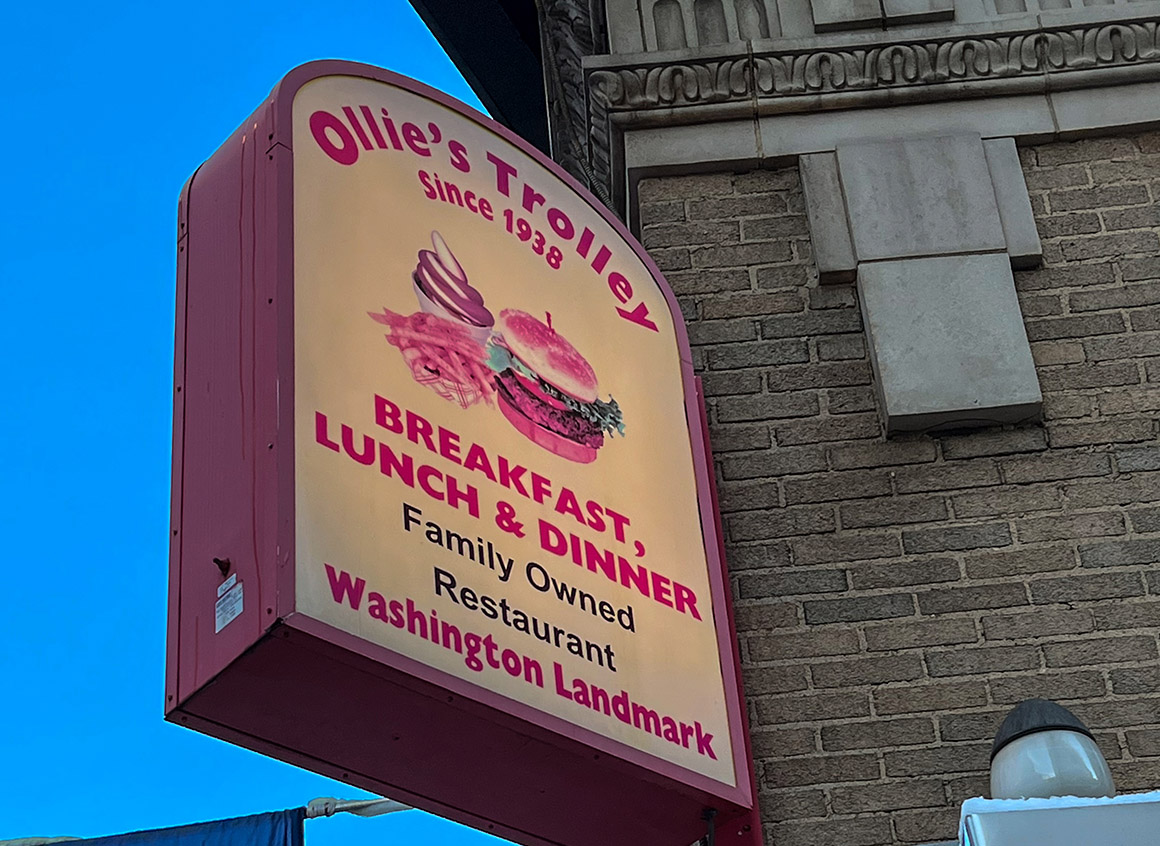 Ollie's Trolley
Since 1938
BREAKFAST,
LUNCH & DINNER
Family Owned
Restaurant
Washington Landmark